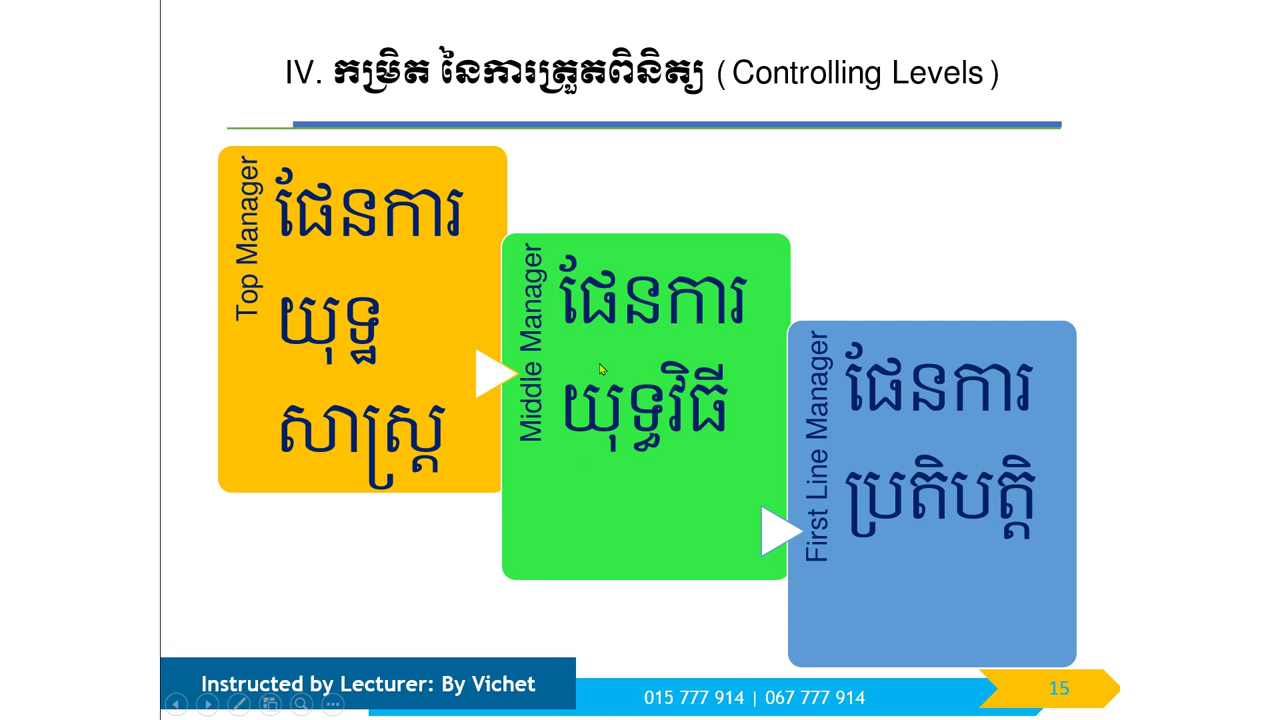 IV. កម្រិត នៃការត្រួតពិនិត្យ (Controlling Levels)
Top Manager
ផែនការ
យុទ្ធ
សាស្ត្រ
Middle Manager
ផែនការ
យុទ្ធវិធី
First Line Manager
ផែនការ
ប្រតិបត្តិ
Instructed by Lecturer: By Vichet
015 777 914 | 067 777 914
15